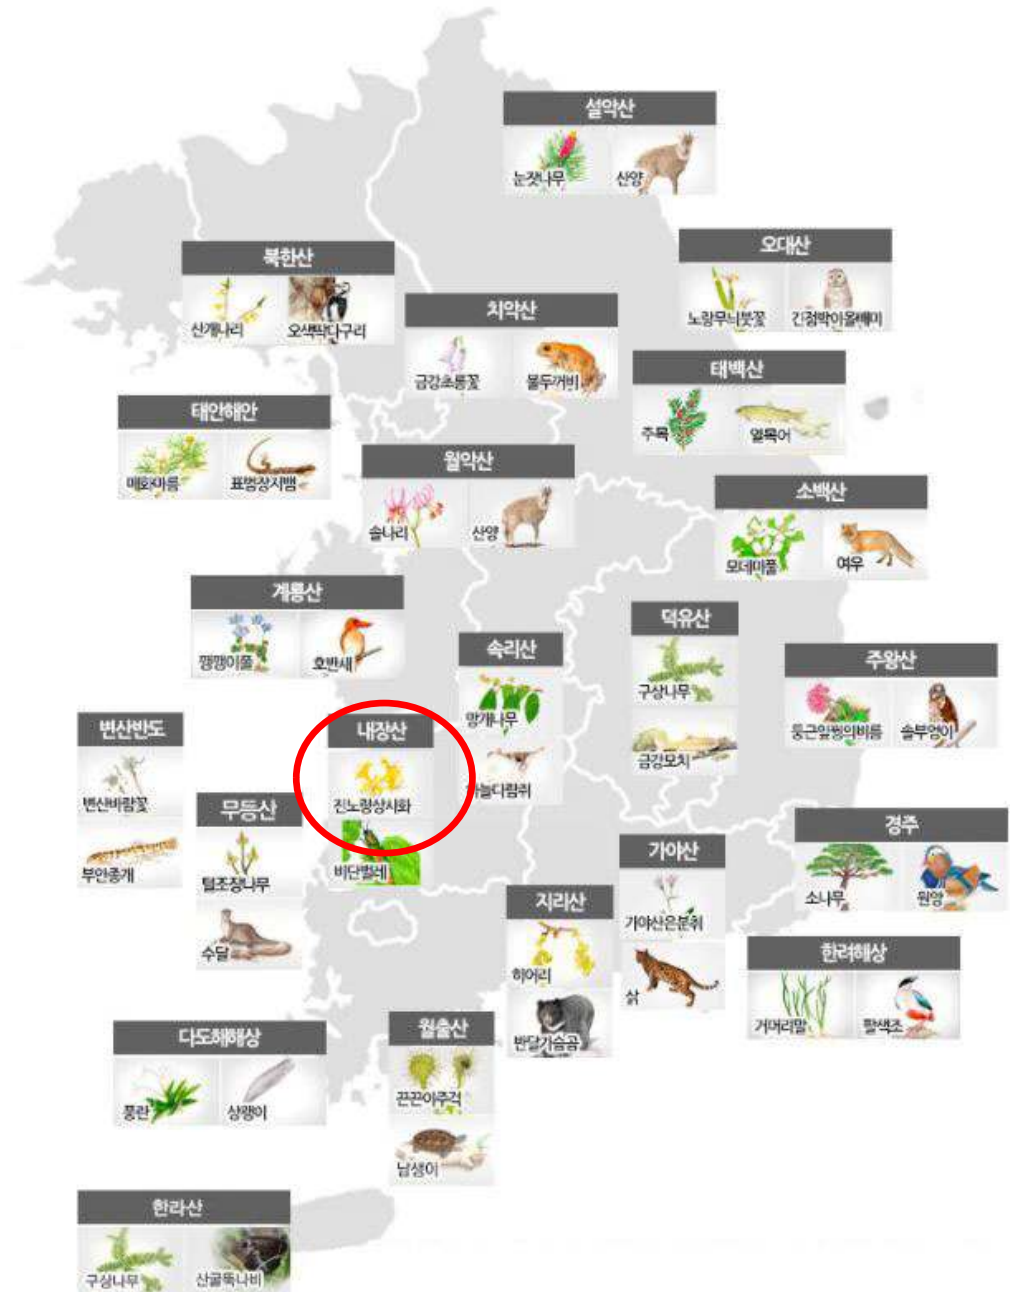 설악산
눈잣나무 산양
북한산
산개나리 오색딱다구리
오대산
노랑무늬붓꽃 긴점박이올빼미
치악산
금강초롱꽃 물두꺼비
태백산
주목 열목어
태안해안
매화마름 표범장지뱀
월악산
솔나리 산양
소백산
모데미풀 여우
계룡산
깽깽이풀 호반새
속리산
망개나무
하늘다람쥐
덕유산
구상나무
금강모치
주왕산
둥근잎꿩의비름 솔부엉이
변산반도
변산바람꽃
부안종개
내장산
진노랑상사화
비단벌레
무등산
털조장나무
수달
가야산
가야산은분취
삵
경주
소나무 원앙
지리산
히어리
반달가슴곰
한려해상
거머리말 팔색조
다도해해상
풍란 상괭이
월출산
끈끈이주걱
남생이
한라산
구상나무 산굴뚝나비